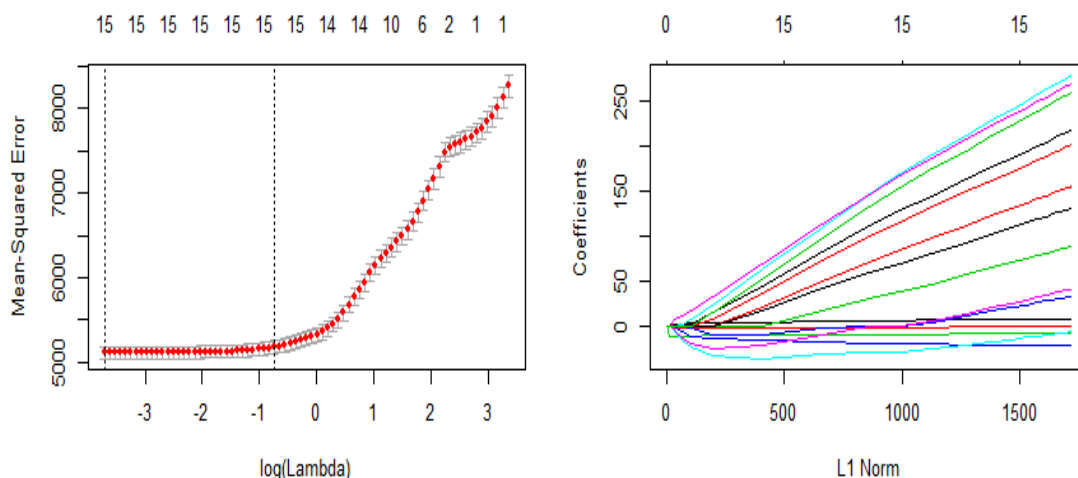 15 15 15 15 15 15 15 14 14 10 6 2 1 1
Mean-Squared Error
5000 6000 7000 8000
-3 -2 -1 0 1 2 3
log(Lambda)
0 15 15 15
Coefficients
0 50 150 250
0 500 1000 1500
L1 Norm